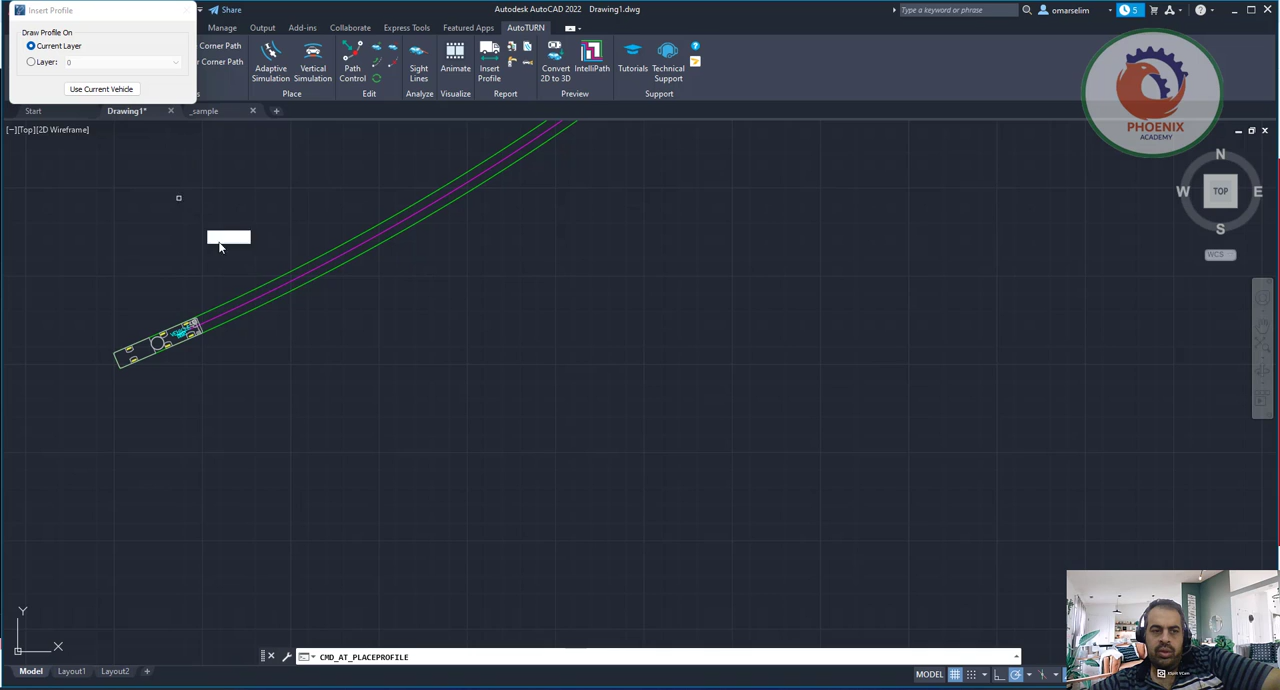 Insert Profile
Share
Autodesk AutoCAD 2022 Drawing1.dwg
Type a keyword or phrase
omarselim
5
Draw Profile On
Current Layer
Layer:
0
Use Current Vehicle
Manage
Output
Add-ins
Collaborate
Express Tools
Featured Apps
AutoTURN
Corner Path
er Corner Path
Adaptive Simulation
Vertical Simulation
Path Control
Sight Lines
Animate
Insert Profile
Convert 2D to 3D
IntelliPath
Tutorials
Technical Support
Place
Edit
Analyze
Visualize
Report
Preview
Support
Start
Drawing1*
_sample
[−][Top][2D Wireframe]
PHOENIX
ACADEMY
N
W
TOP
E
S
WCS
Y
X
CMD_AT_PLACEPROFILE
Model
Layout1
Layout2
MODEL